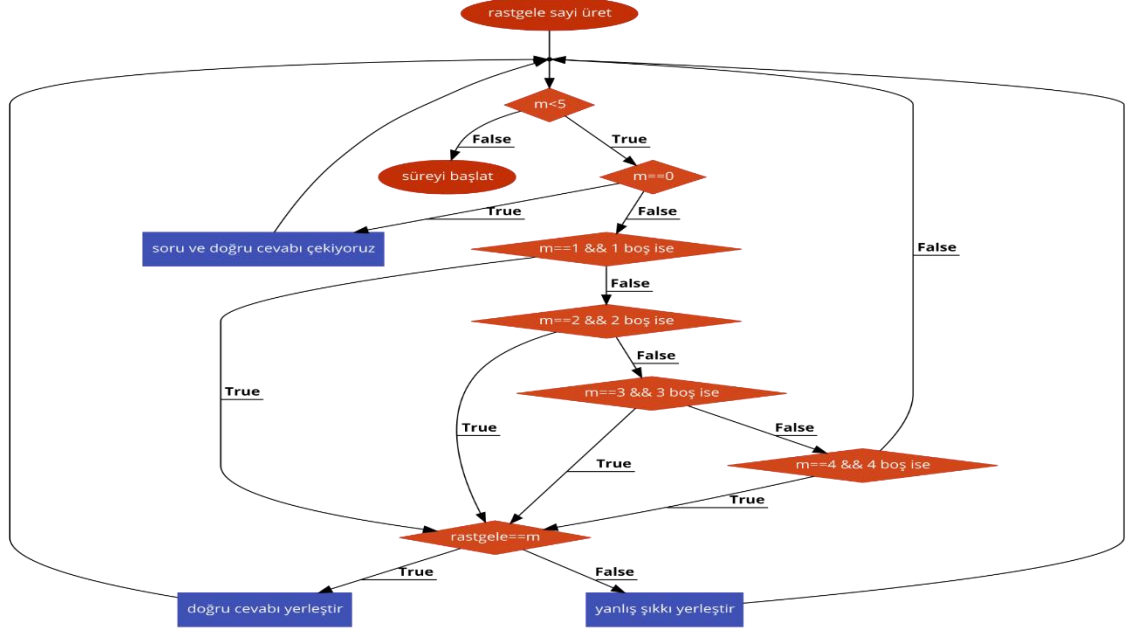 rastgele sayi üret
m<5
False
True
süreyi başlat
m==0
True
False
soru ve doğru cevabı çekiyoruz
m==1 && 1 boş ise
False
False
m==2 && 2 boş ise
False
m==3 && 3 boş ise
True
True
False
m==4 && 4 boş ise
True
True
rastgele==m
True
False
doğru cevabı yerleştir
yanlış şıkkı yerleştir